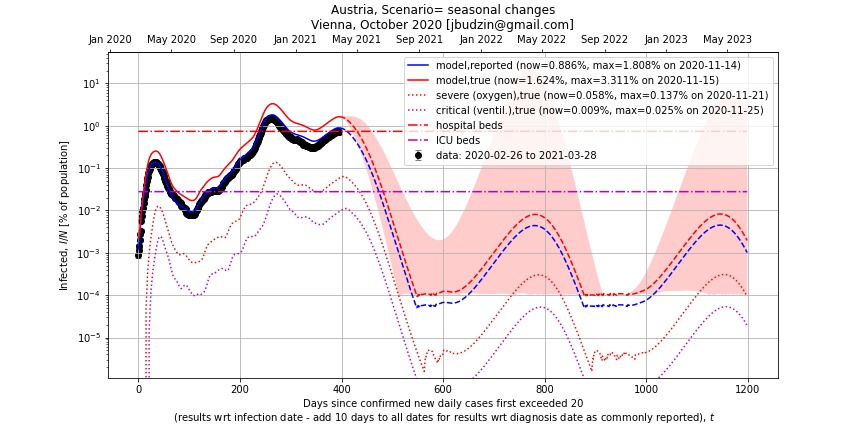 Austria, Scenario= seasonal changes
Vienna, October 2020 [jbudzin@gmail.com]
Jan 2020 May 2020 Sep 2020 Jan 2021 May 2021 Sep 2021 Jan 2022 May 2022 Sep 2022 Jan 2023 May 2023
model,reported (now=0.886%, max=1.808% on 2020-11-14)
model,true (now=1.624%, max=3.311% on 2020-11-15)
severe (oxygen),true (now=0.058%, max=0.137% on 2020-11-21)
critical (ventil.),true (now=0.009%, max=0.025% on 2020-11-25)
hospital beds
ICU beds
data: 2020-02-26 to 2021-03-28
Infected, I/N [% of population]
10¹
10⁰
10⁻¹
10⁻²
10⁻³
10⁻⁴
10⁻⁵
0 200 400 600 800 1000 1200
Days since confirmed new daily cases first exceeded 20
(results wrt infection date - add 10 days to all dates for results wrt diagnosis date as commonly reported), t